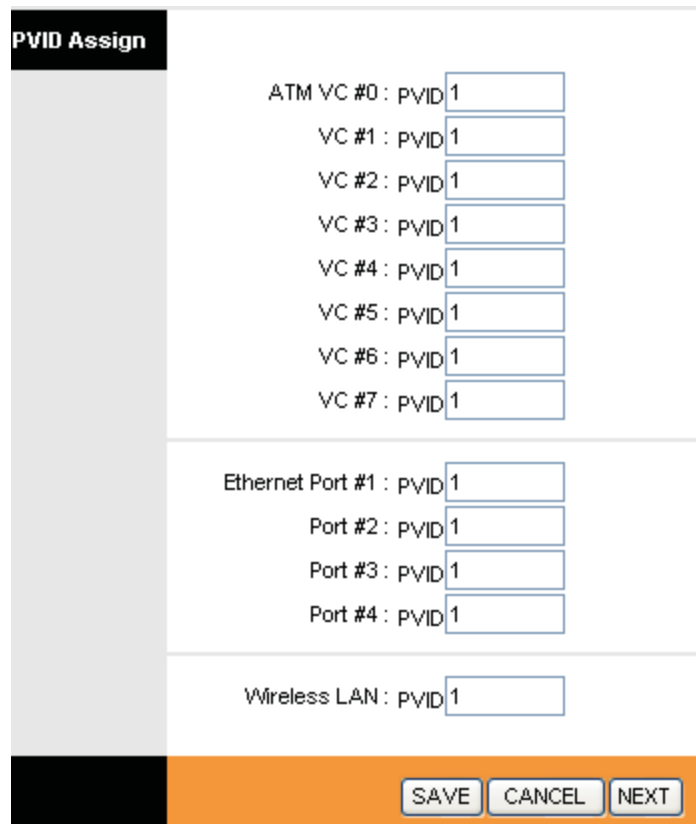 PVID Assign
ATM VC #0 : PVID 1
VC #1 : PVID 1
VC #2 : PVID 1
VC #3 : PVID 1
VC #4 : PVID 1
VC #5 : PVID 1
VC #6 : PVID 1
VC #7 : PVID 1
Ethernet Port #1 : PVID 1
Port #2 : PVID 1
Port #3 : PVID 1
Port #4 : PVID 1
Wireless LAN : PVID 1
SAVE CANCEL NEXT